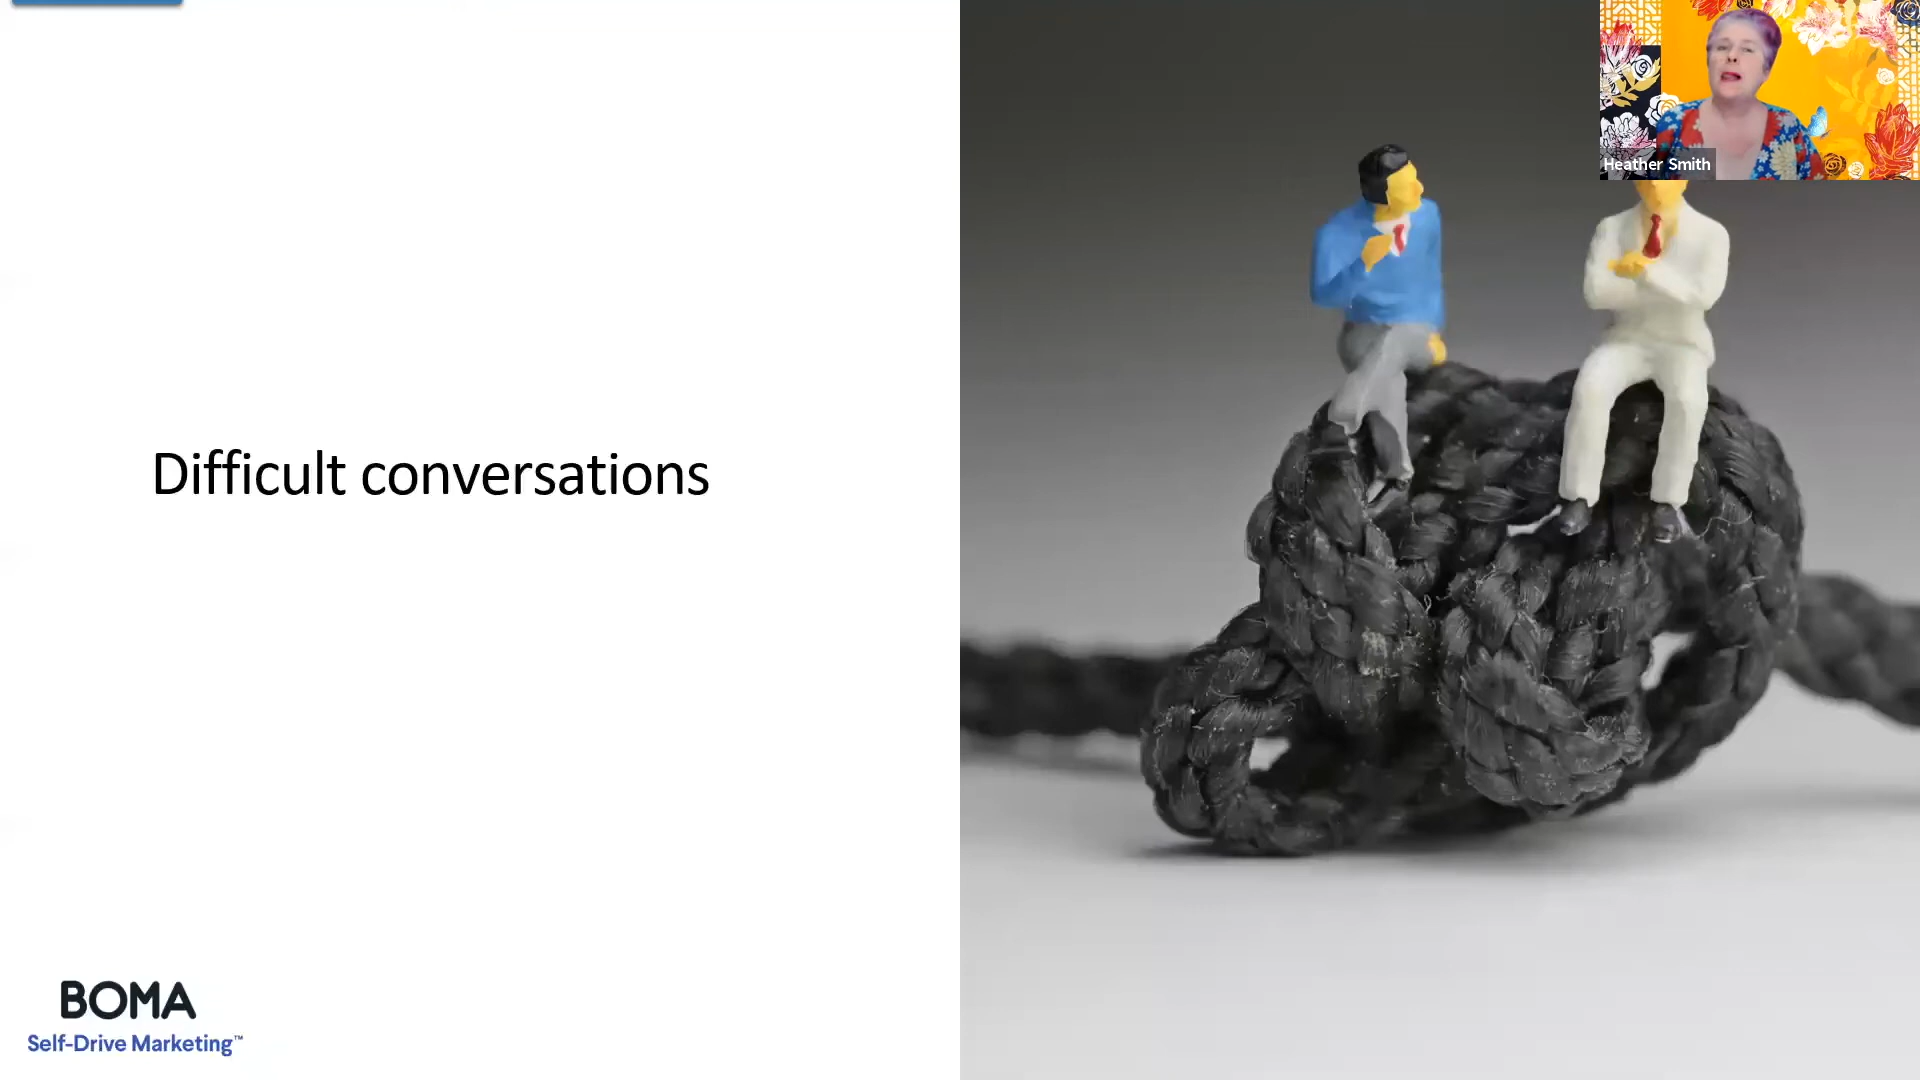 Heather Smith
Difficult conversations
BOMA
Self-Drive Marketing™